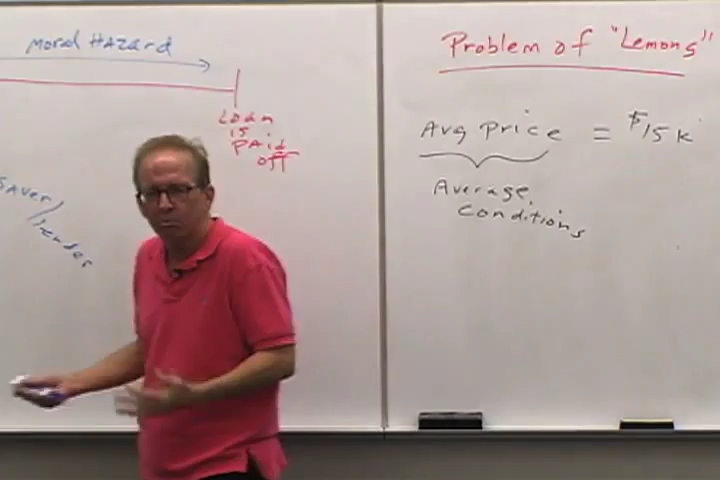 Moral Hazard
Loan
is
PAid
off
Saver/
Lender
Problem of "Lemons"
Avg Price = $15K
Average
Conditions